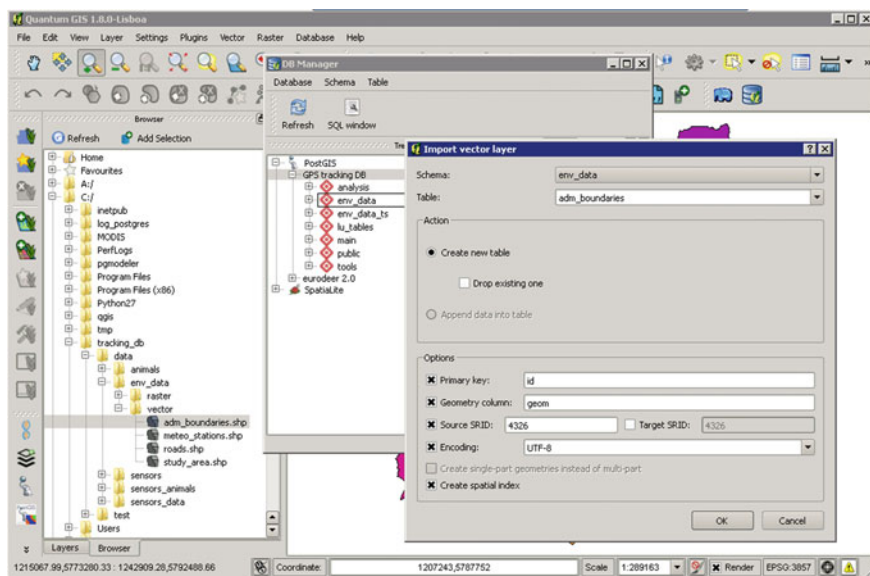 Quantum GIS 1.8.0-Lisboa
File Edit View Layer Settings Plugins Vector Raster Database Help
Browser
Refresh Add Selection
Home
Favourites
A:/
C:/
inetpub
log_postgres
MODIS
PerfLogs
pgmodeler
Program Files
Program Files (x86)
Python27
qgis
tmp
tracking_db
data
animals
env_data
raster
vector
adm_boundaries.shp
meteo_stations.shp
roads.shp
study_area.shp
sensors
sensors_animals
sensors_data
test
Users
Layers Browser
DB Manager
Database Schema Table
Refresh SQL window
PostGIS
GPS tracking DB
analysis
env_data
env_data_ts
lu_tables
main
public
tools
eurodeer 2.0
SpatiaLite
Import vector layer
Schema: env_data
Table: adm_boundaries
Action
Create new table
Drop existing one
Append data into table
Options
Primary key: id
Geometry column: geom
Source SRID: 4326 Target SRID: 4326
Encoding: UTF-8
Create single-part geometries instead of multi-part
Create spatial index
OK Cancel
1215067.99,5773280.33 : 1242909.28,5792488.66 Coordinate: 1207243,5787752 Scale 1:289163 Render EPSG:3857